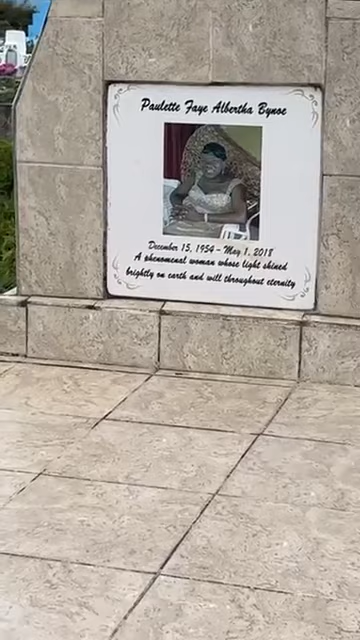 Paulette Faye Albertha Bynoe
December 15, 1954 - May 1, 2018
A phenomenal woman whose light shined
brightly on earth and will throughout eternity